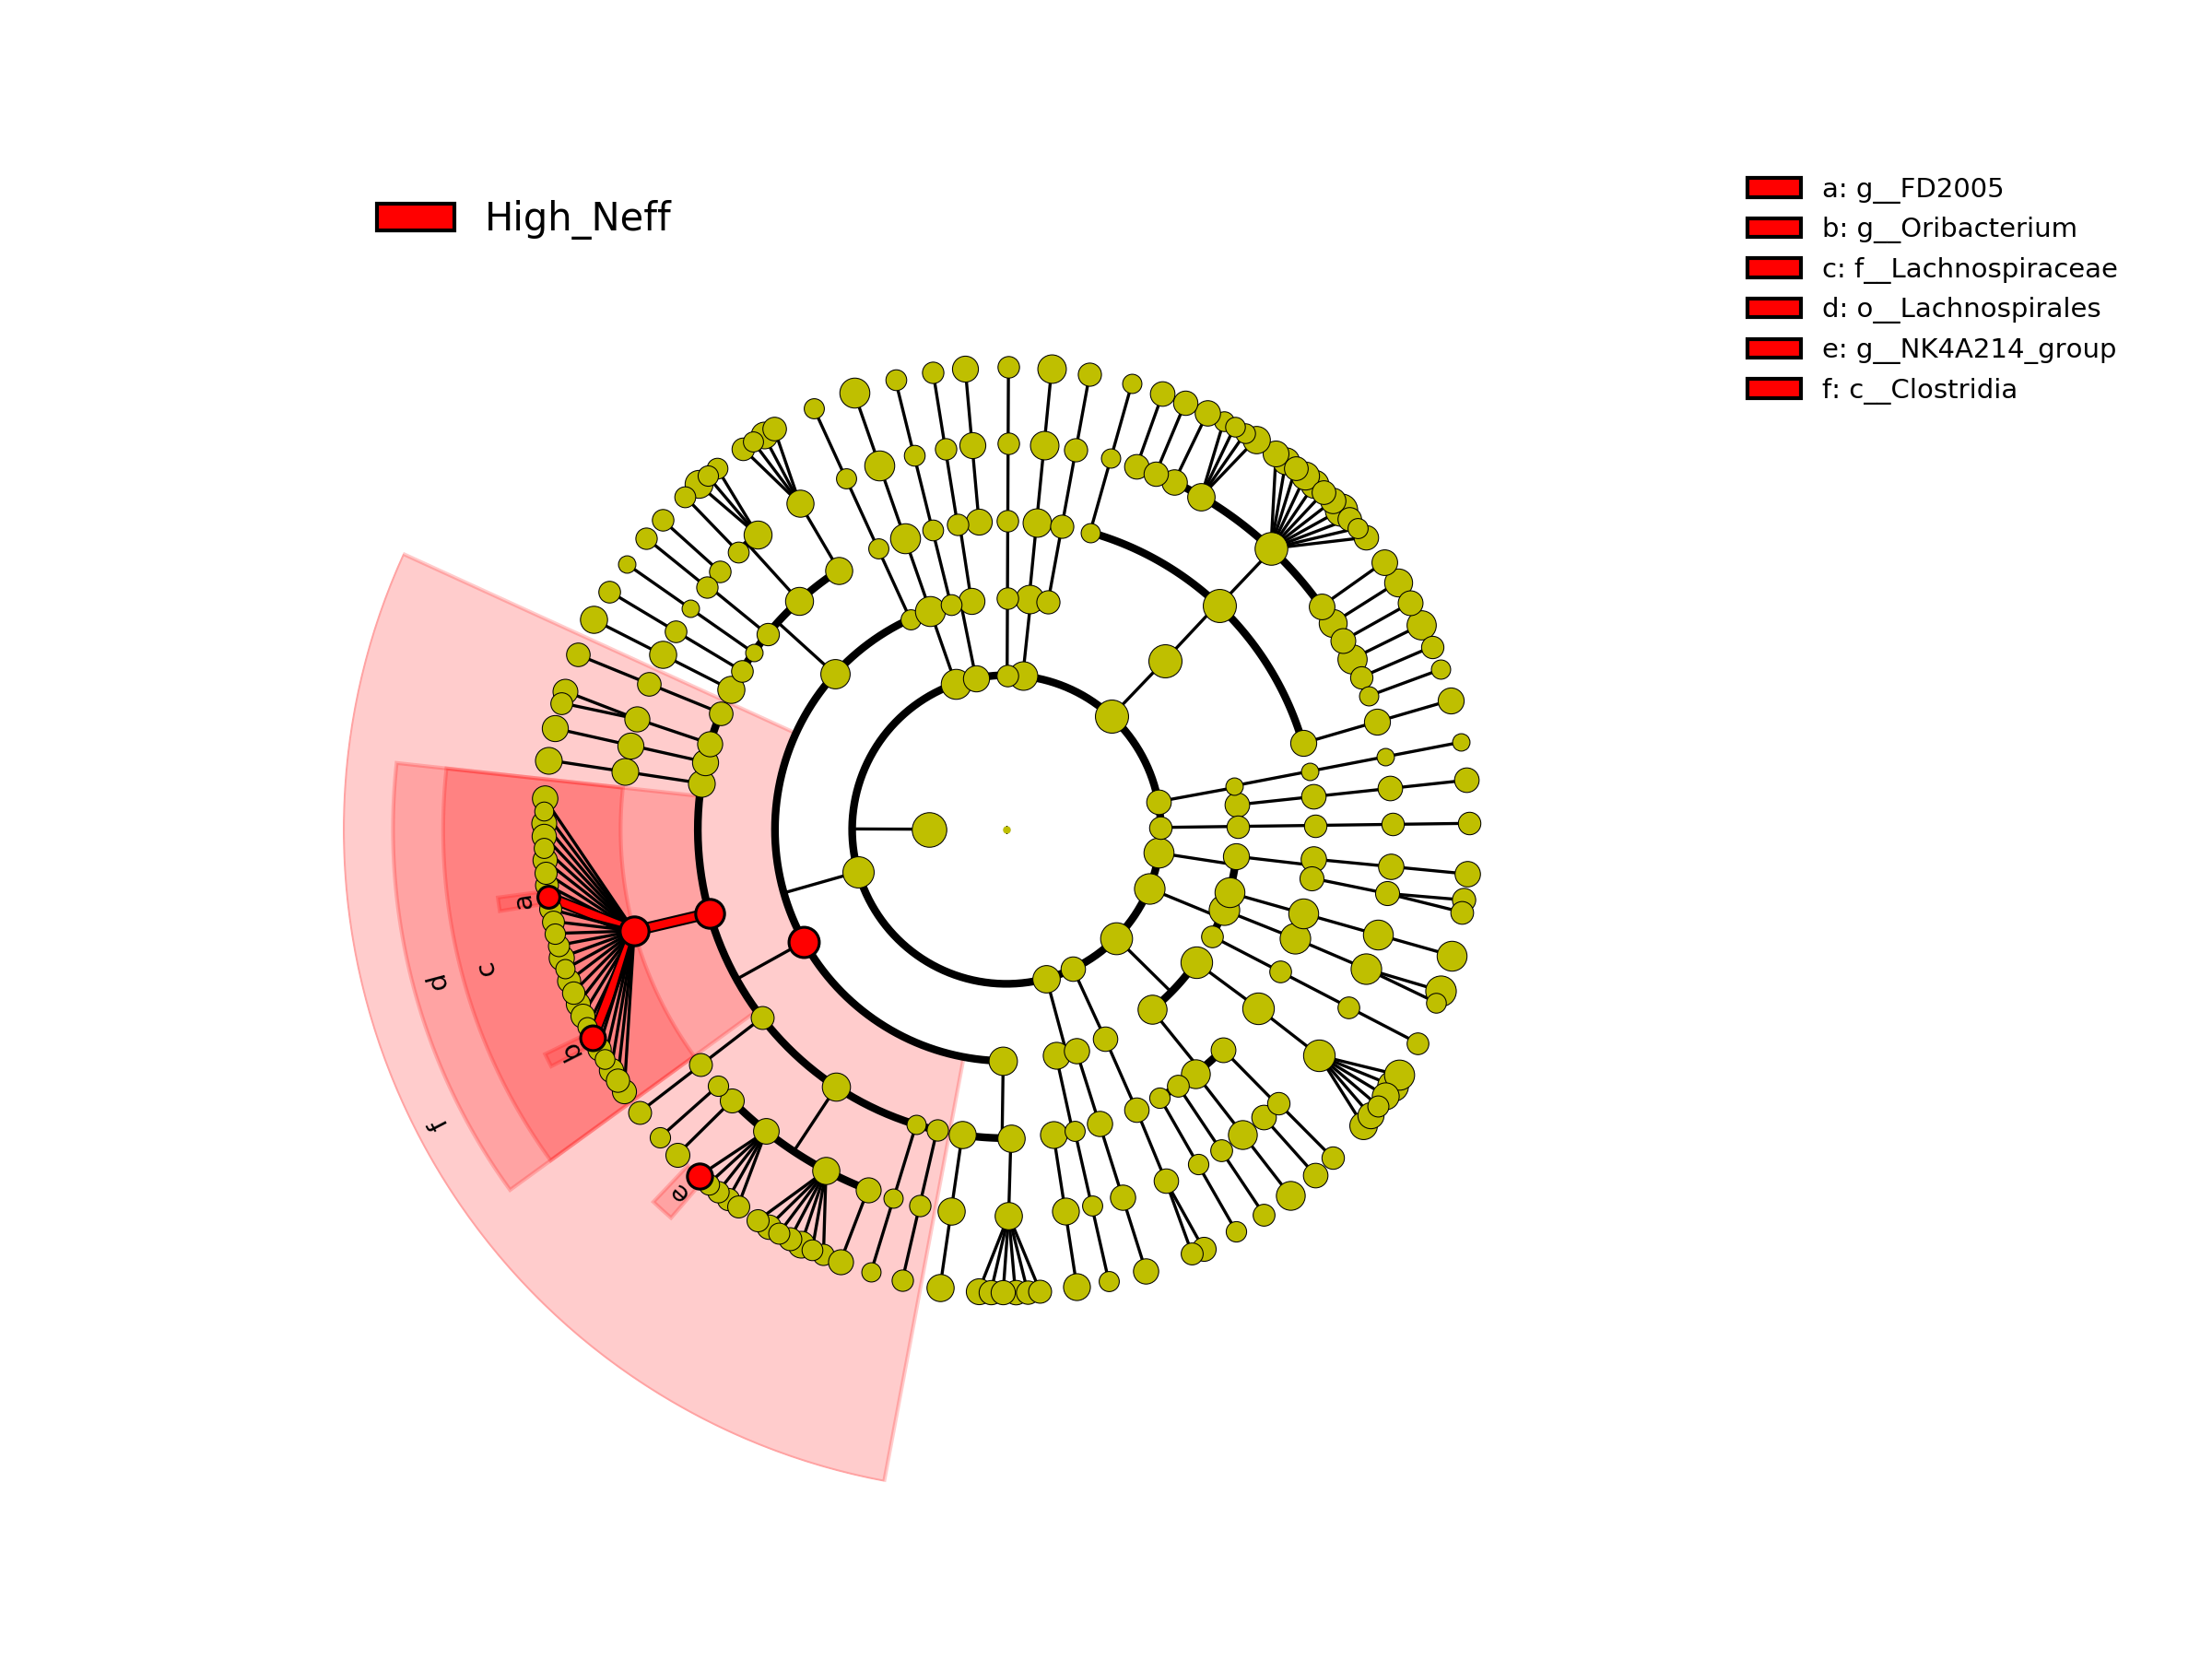 High_Neff
a: g__FD2005
b: g__Oribacterium
c: f__Lachnospiraceae
d: o__Lachnospirales
e: g__NK4A214_group
f: c__Clostridia
a
d
c
b
f
e